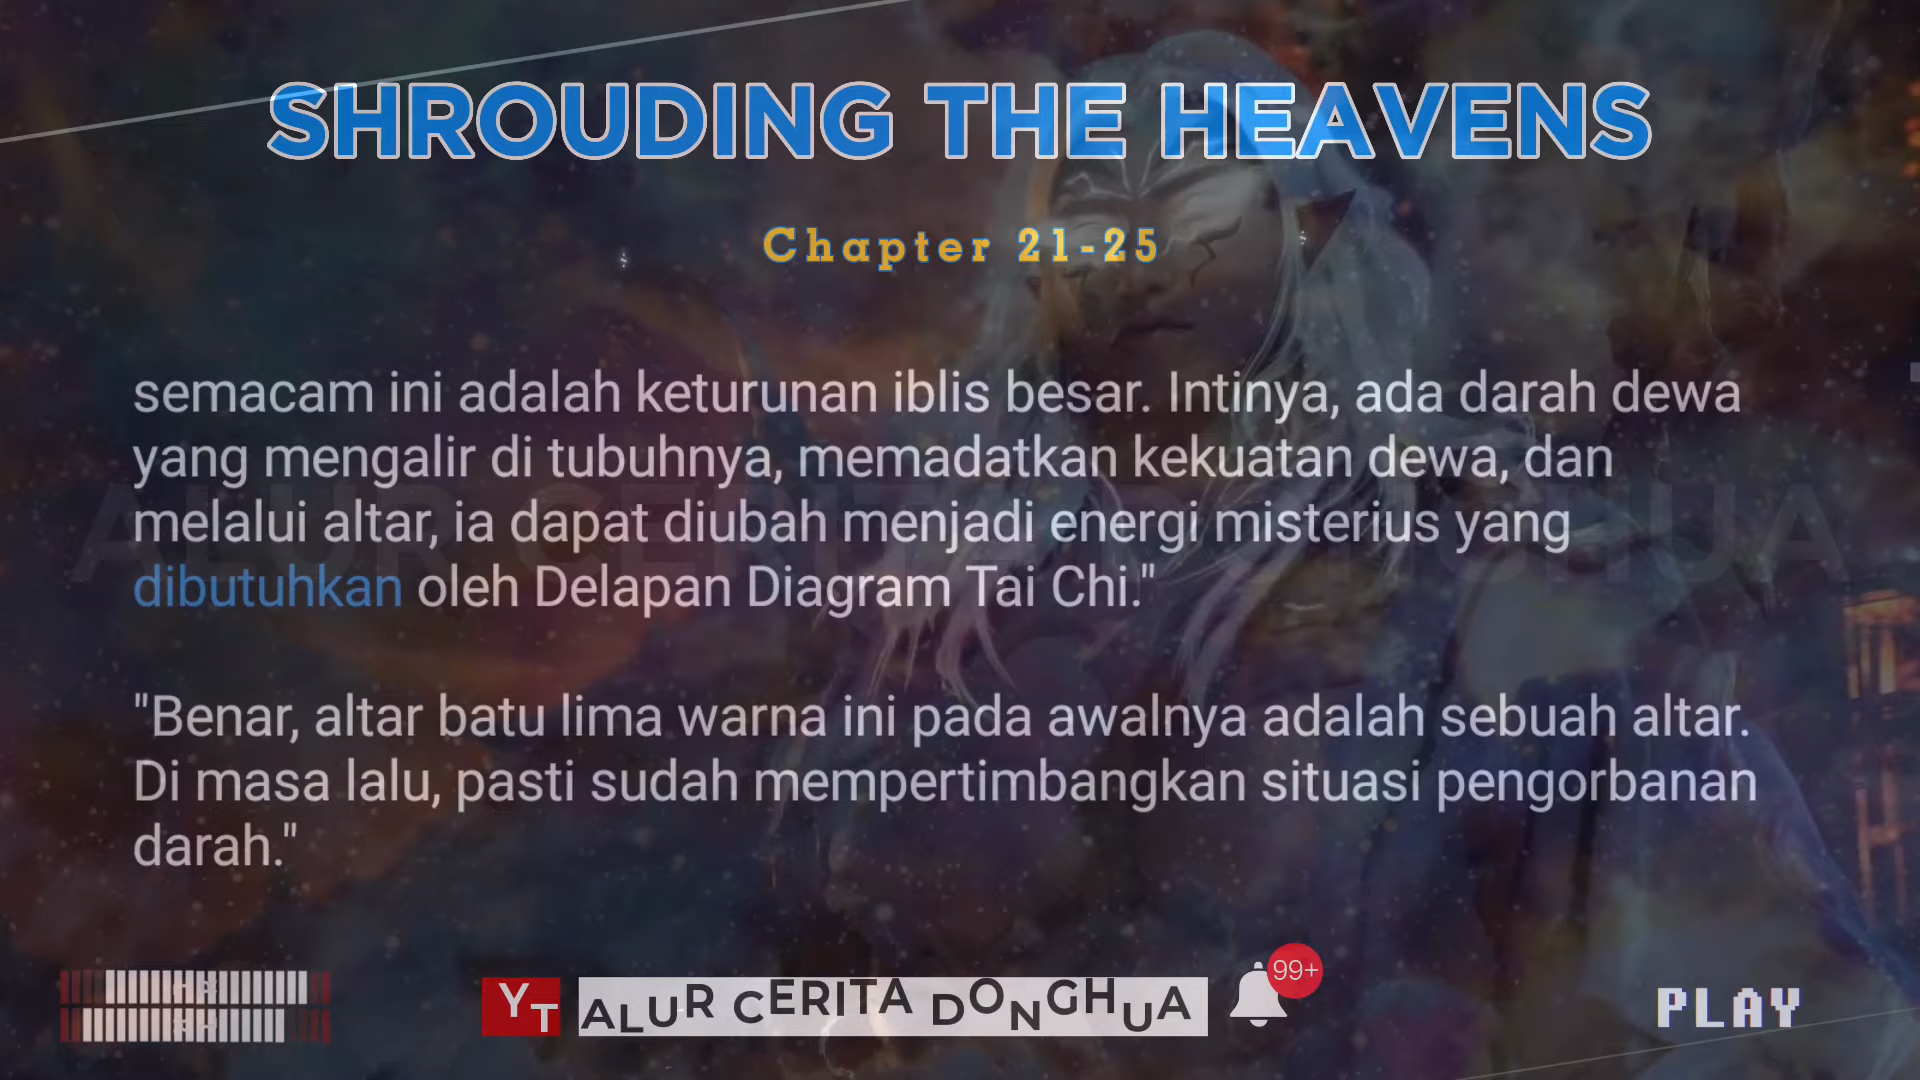 SHROUDING THE HEAVENS
Chapter 21-25
semacam ini adalah keturunan iblis besar. Intinya, ada darah dewa
yang mengalir di tubuhnya, memadatkan kekuatan dewa, dan
melalui altar, ia dapat diubah menjadi energi misterius yang
dibutuhkan oleh Delapan Diagram Tai Chi."
"Benar, altar batu lima warna ini pada awalnya adalah sebuah altar.
Di masa lalu, pasti sudah mempertimbangkan situasi pengorbanan
darah."
ALUR CERITA DONGHUA
YT ALUR CERITA DONGHUA 99+
PLAY